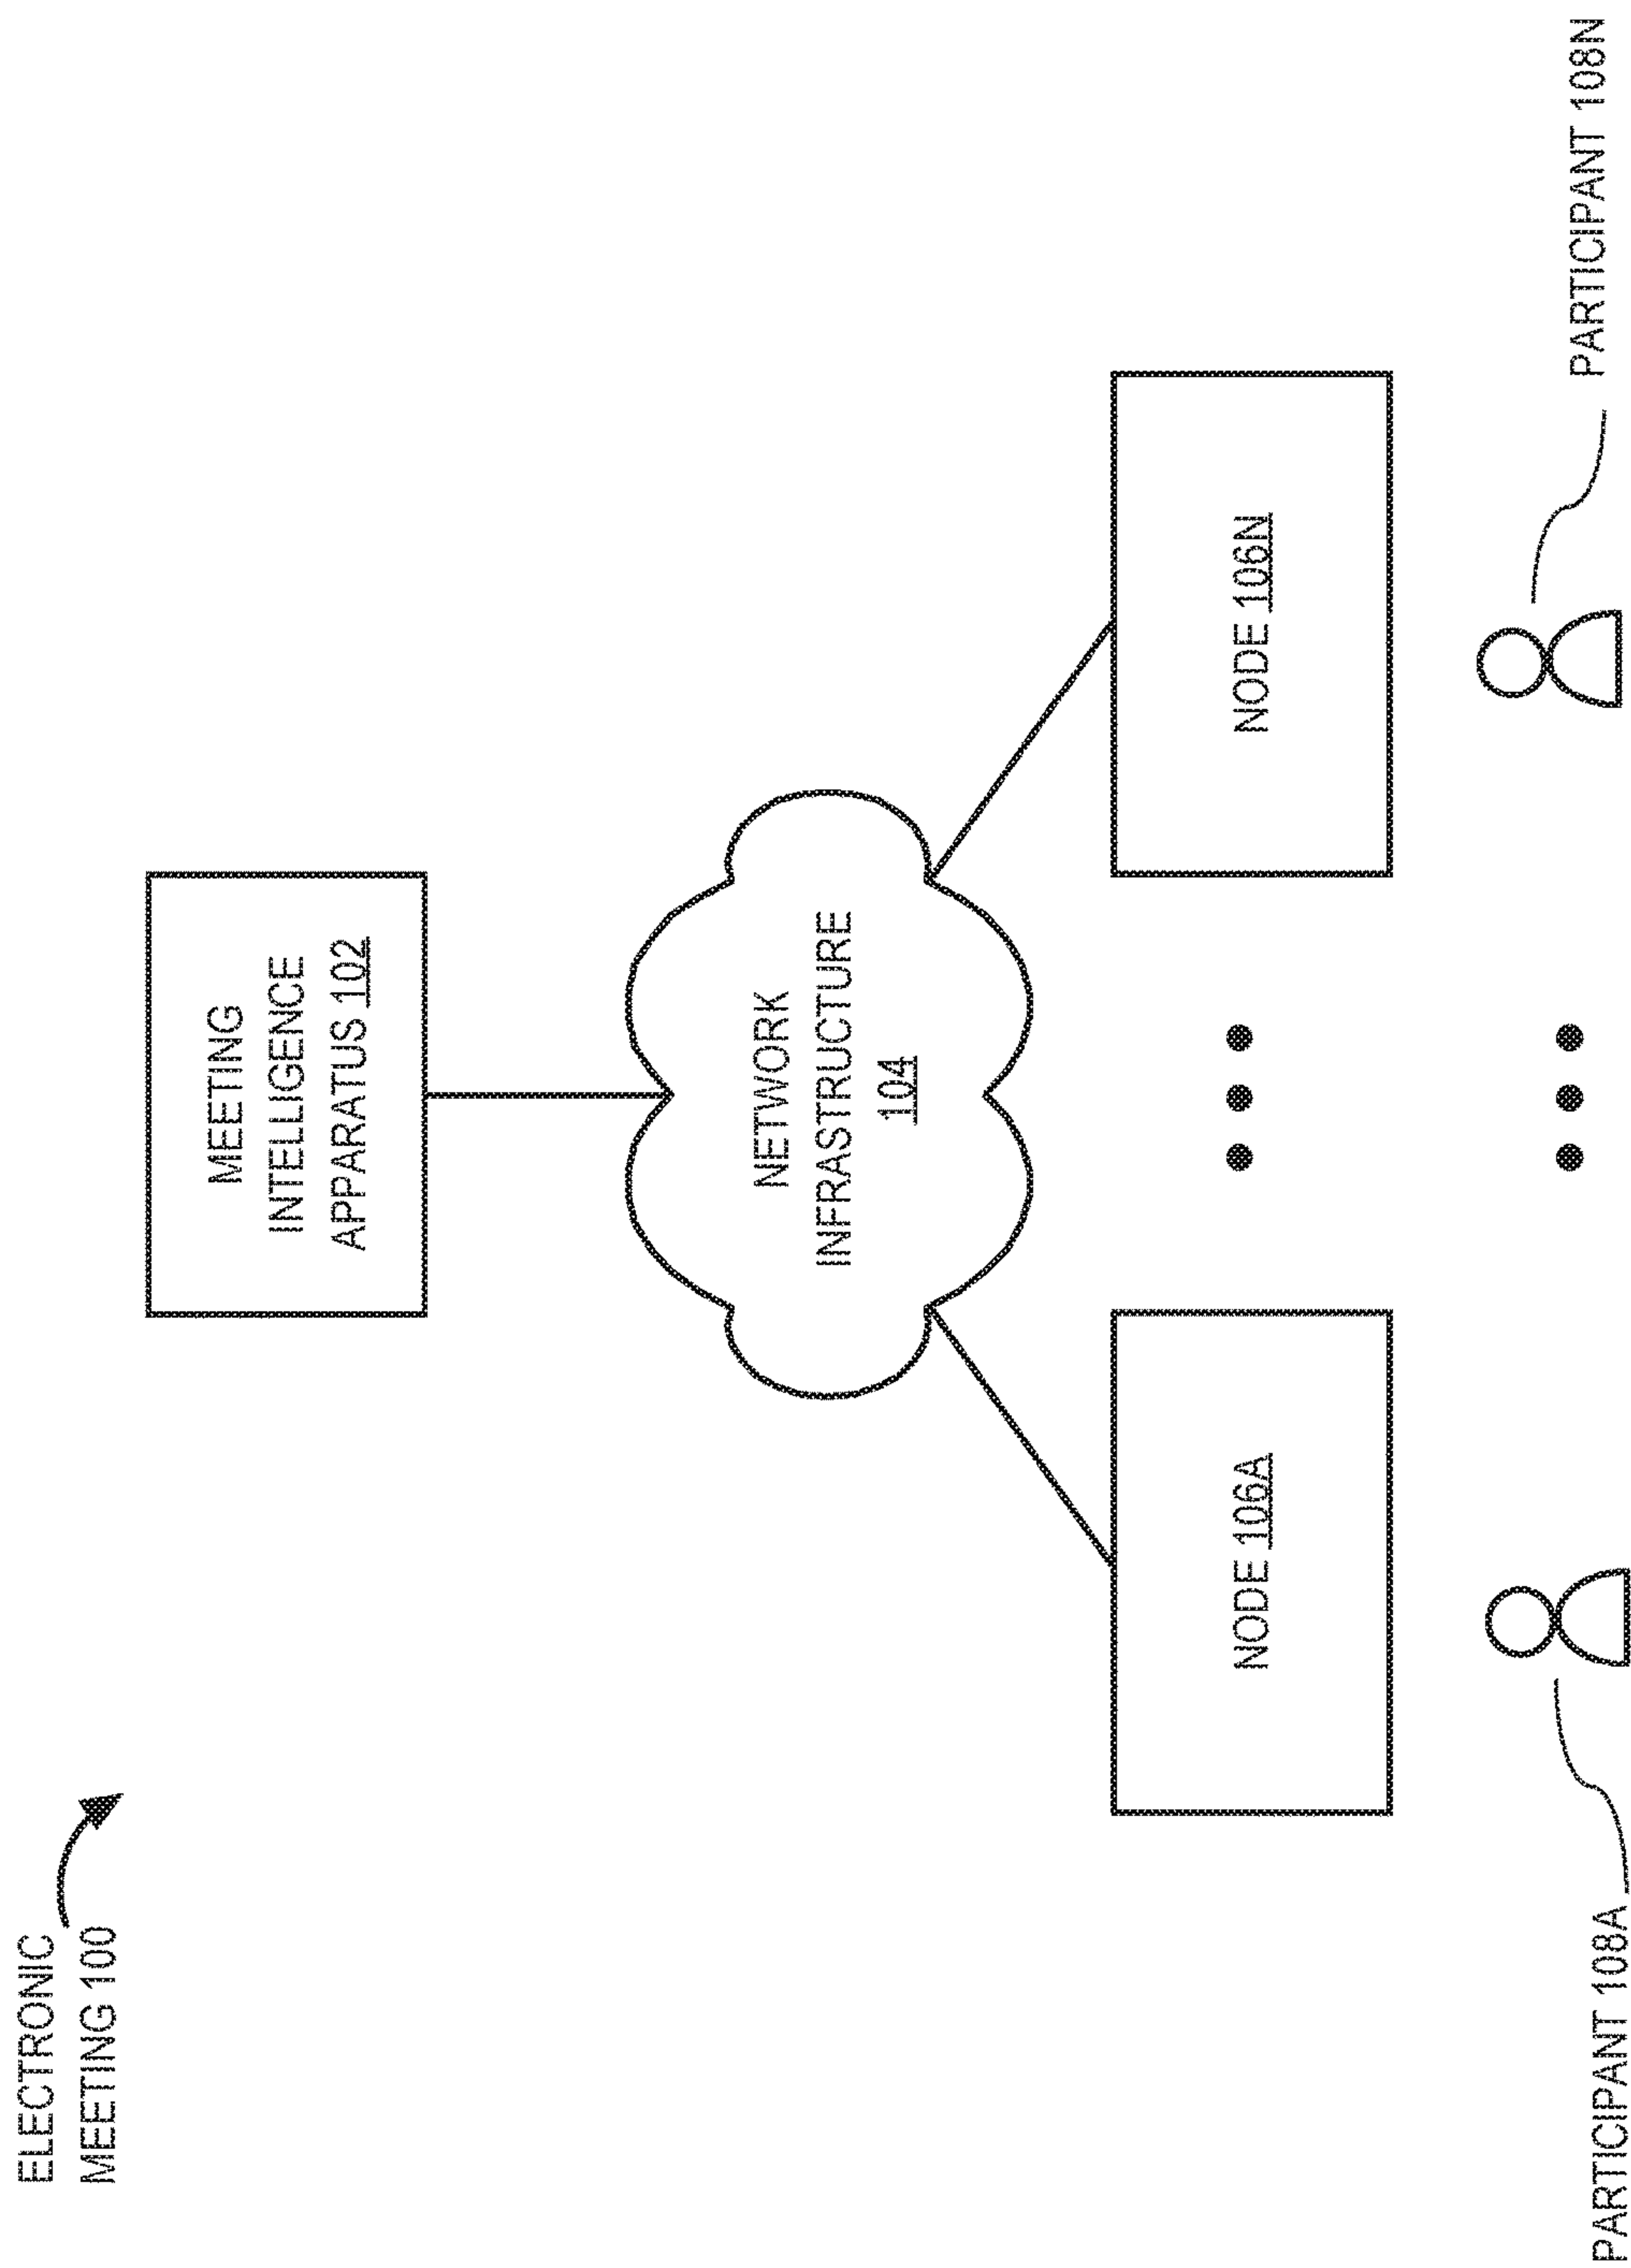 ELECTRONIC
MEETING 100
MEETING
INTELLIGENCE
APPARATUS 102
NETWORK
INFRASTRUCTURE
104
NODE 106A
NODE 106N
PARTICIPANT 108A
PARTICIPANT 108N